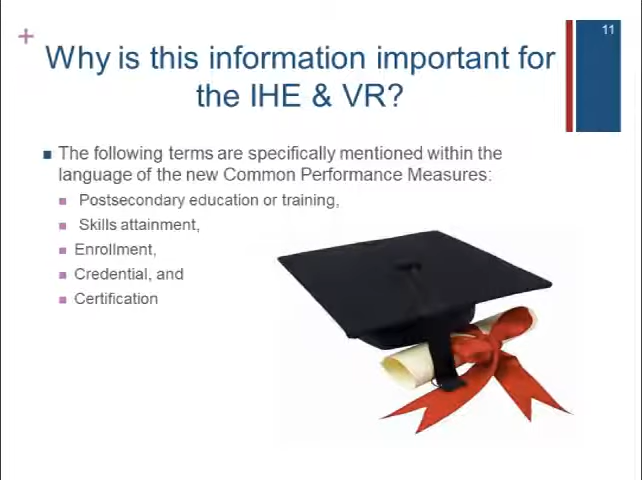 11
+
Why is this information important for
the IHE & VR?
■ The following terms are specifically mentioned within the
language of the new Common Performance Measures:
■ Postsecondary education or training,
■ Skills attainment,
■ Enrollment,
■ Credential, and
■ Certification